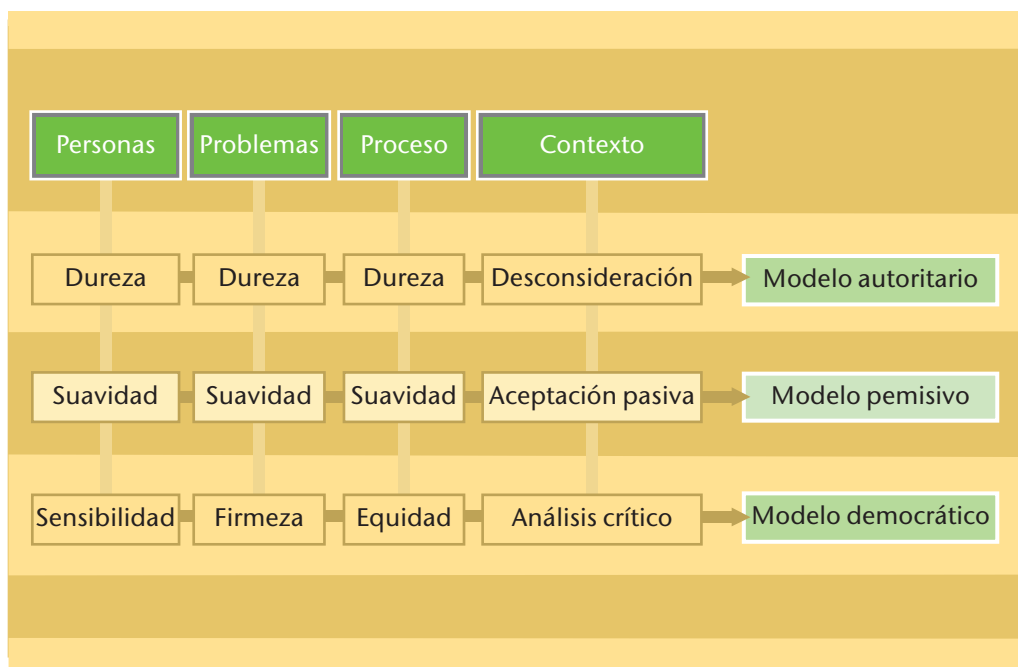 Personas Problemas Proceso Contexto
Dureza Dureza Dureza Desconsideración Modelo autoritario
Suavidad Suavidad Suavidad Aceptación pasiva Modelo pemisivo
Sensibilidad Firmeza Equidad Análisis crítico Modelo democrático